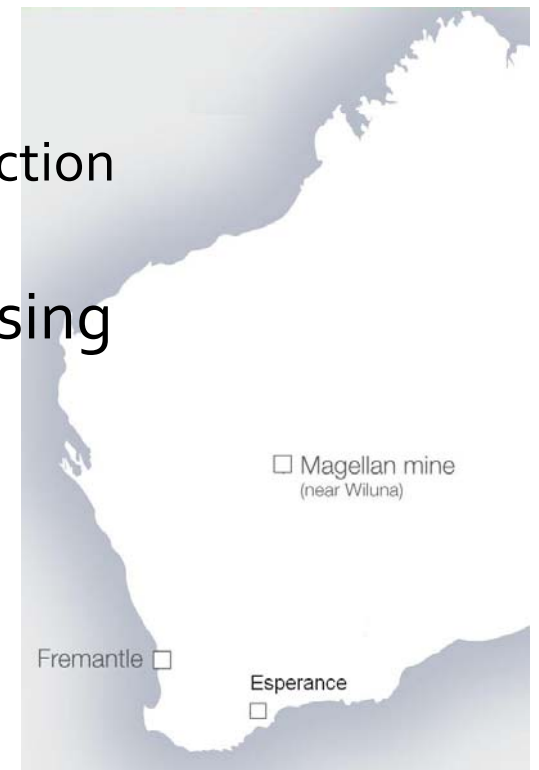 ction
sing
Magellan mine
(near Wiluna)
Fremantle
Esperance